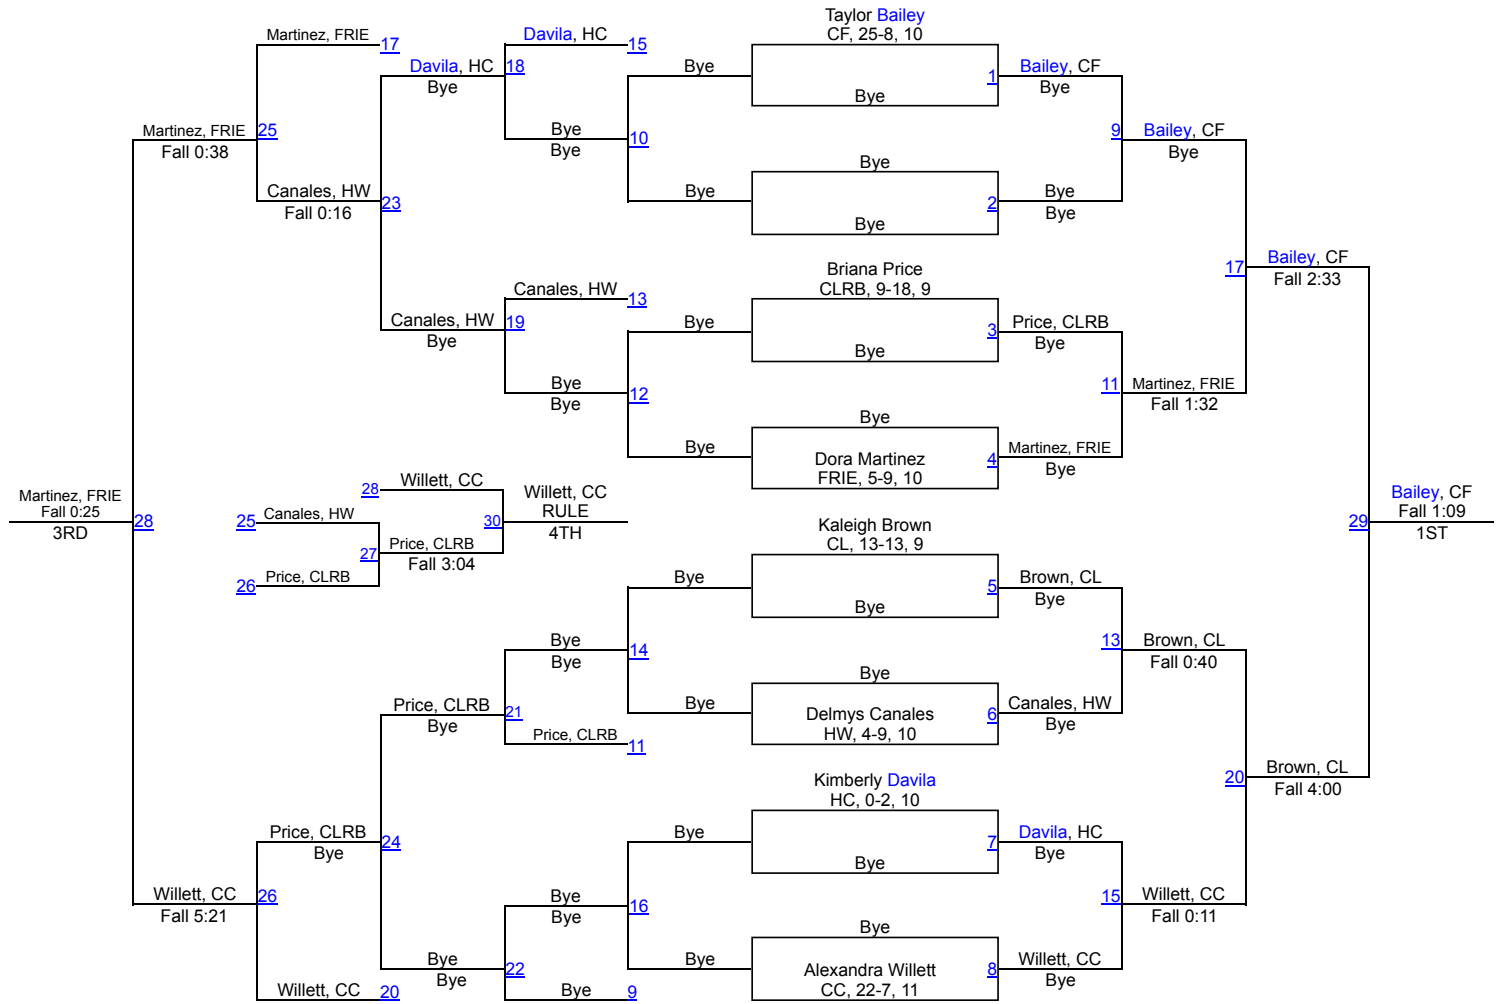 Taylor Bailey
CF, 25-8, 10
Martinez, FRIE
17
Davila, HC
15
Davila, HC
18
Bye
Bye
1
Bailey, CF
Bye
Bye
Bye
Martinez, FRIE
25
Fall 0:38
Bye
10
Bye
9
Bailey, CF
Bye
Bye
Canales, HW
Fall 0:16
23
Bye
2
Bye
Bye
Bye
Briana Price
CLRB, 9-18, 9
17
Bailey, CF
Fall 2:33
Canales, HW
13
Canales, HW
19
Bye
Bye
3
Price, CLRB
Bye
Bye
Bye
12
Bye
11
Martinez, FRIE
Fall 1:32
Bye
Bye
Dora Martinez
FRIE, 5-9, 10
4
Martinez, FRIE
Bye
Martinez, FRIE
Fall 0:25
3RD
28
28
Willett, CC
30
Willett, CC
RULE
4TH
25
Canales, HW
27
Price, CLRB
Fall 3:04
26
Price, CLRB
29
Bailey, CF
Fall 1:09
1ST
Kaleigh Brown
CL, 13-13, 9
Bye
Bye
5
Brown, CL
Bye
Bye
14
Bye
13
Brown, CL
Fall 0:40
Bye
Price, CLRB
21
Bye
Price, CLRB
11
Bye
Delmys Canales
HW, 4-9, 10
6
Canales, HW
Bye
20
Brown, CL
Fall 4:00
Kimberly Davila
HC, 0-2, 10
Price, CLRB
24
Bye
Bye
Bye
7
Davila, HC
Bye
Willett, CC
26
Fall 5:21
Bye
16
Bye
15
Willett, CC
Fall 0:11
Bye
Bye
22
Bye
Bye
Alexandra Willett
CC, 22-7, 11
8
Willett, CC
Bye
Willett, CC
20
Bye
9